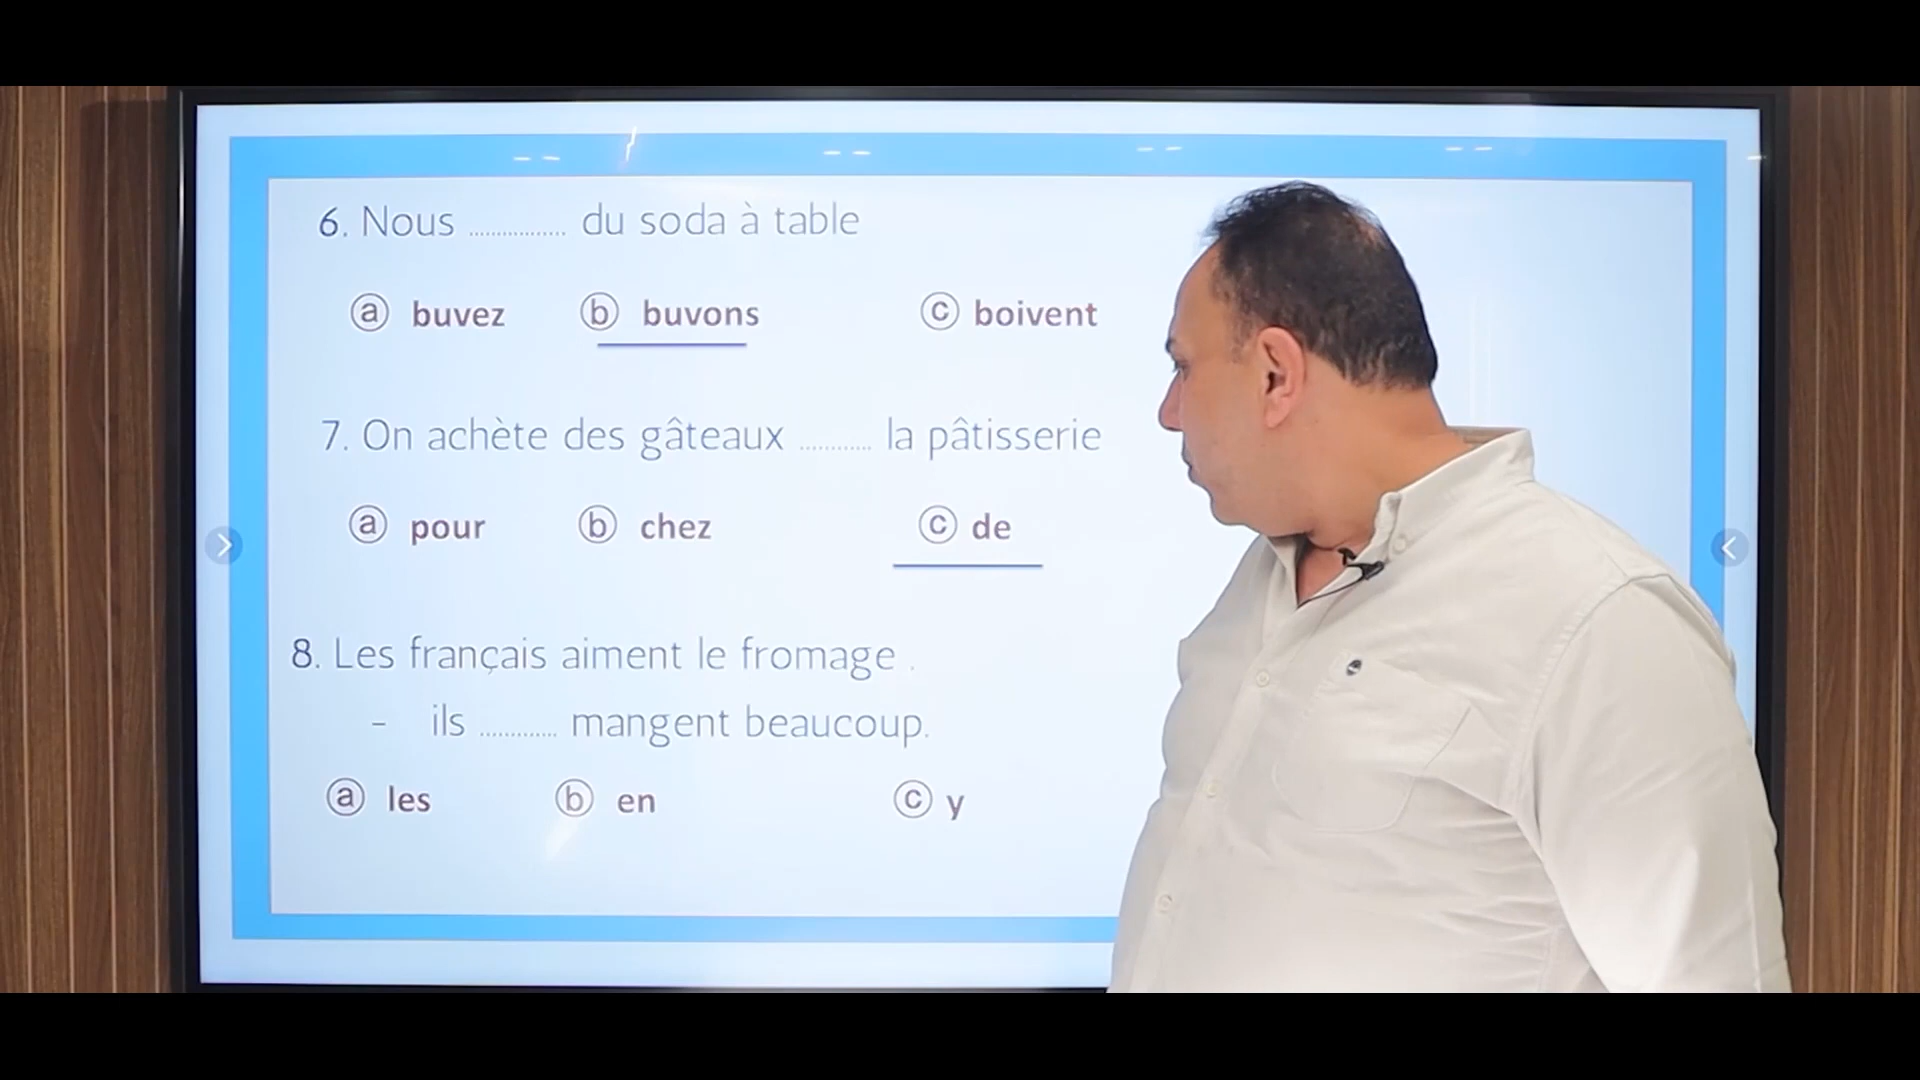 6. Nous ................ du soda à table
ⓐ buvez ⓑ buvons ⓒ boivent
7. On achète des gâteaux ............ la pâtisserie
ⓐ pour ⓑ chez ⓒ de
8. Les français aiment le fromage .
- ils ............. mangent beaucoup.
ⓐ les ⓑ en ⓒ y